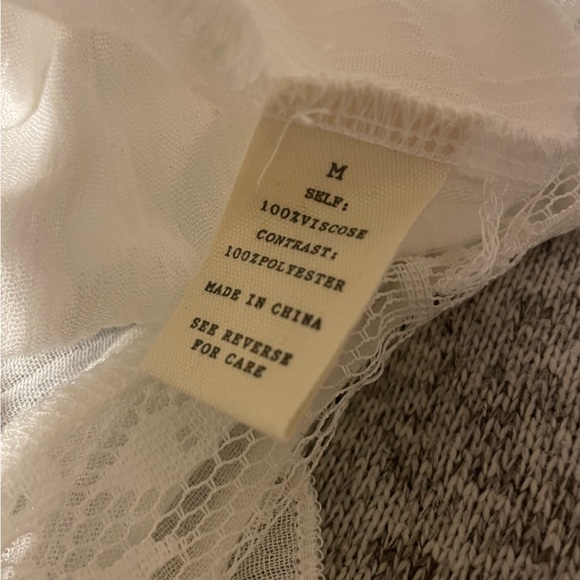 M
SELF:
100%VISCOSE
CONTRAST:
100%POLYESTER
MADE IN CHINA
SEE REVERSE
FOR CARE